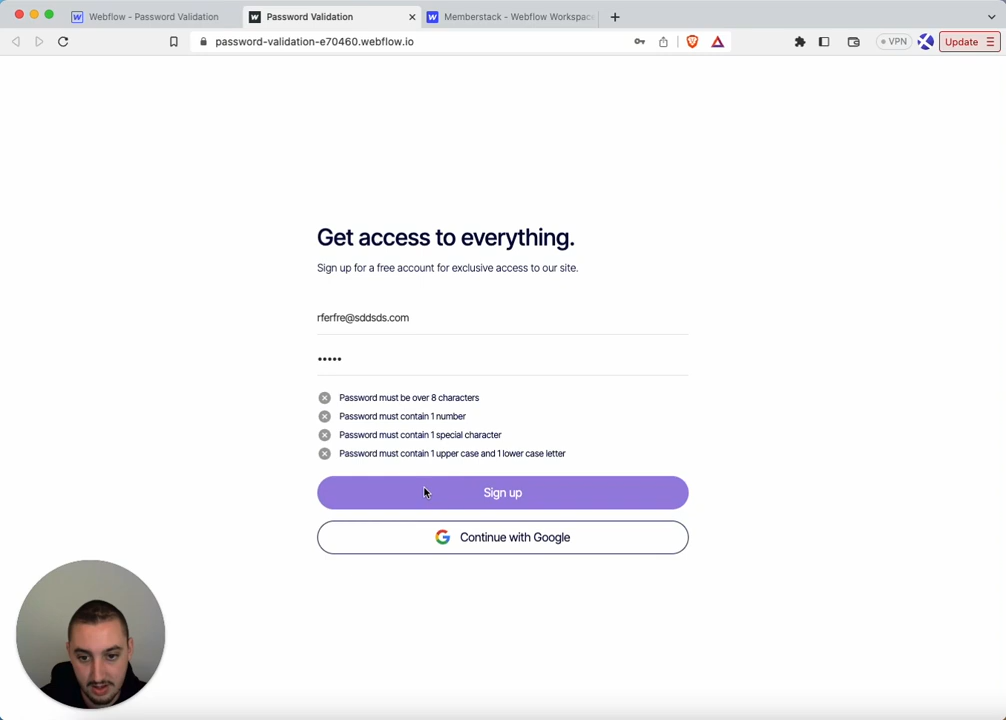 Webflow - Password Validation
Password Validation
Memberstack - Webflow Workspac
password-validation-e70460.webflow.io
VPN
Update
Get access to everything.
Sign up for a free account for exclusive access to our site.
rferfre@sddsds.com
•••••
Password must be over 8 characters
Password must contain 1 number
Password must contain 1 special character
Password must contain 1 upper case and 1 lower case letter
Sign up
Continue with Google